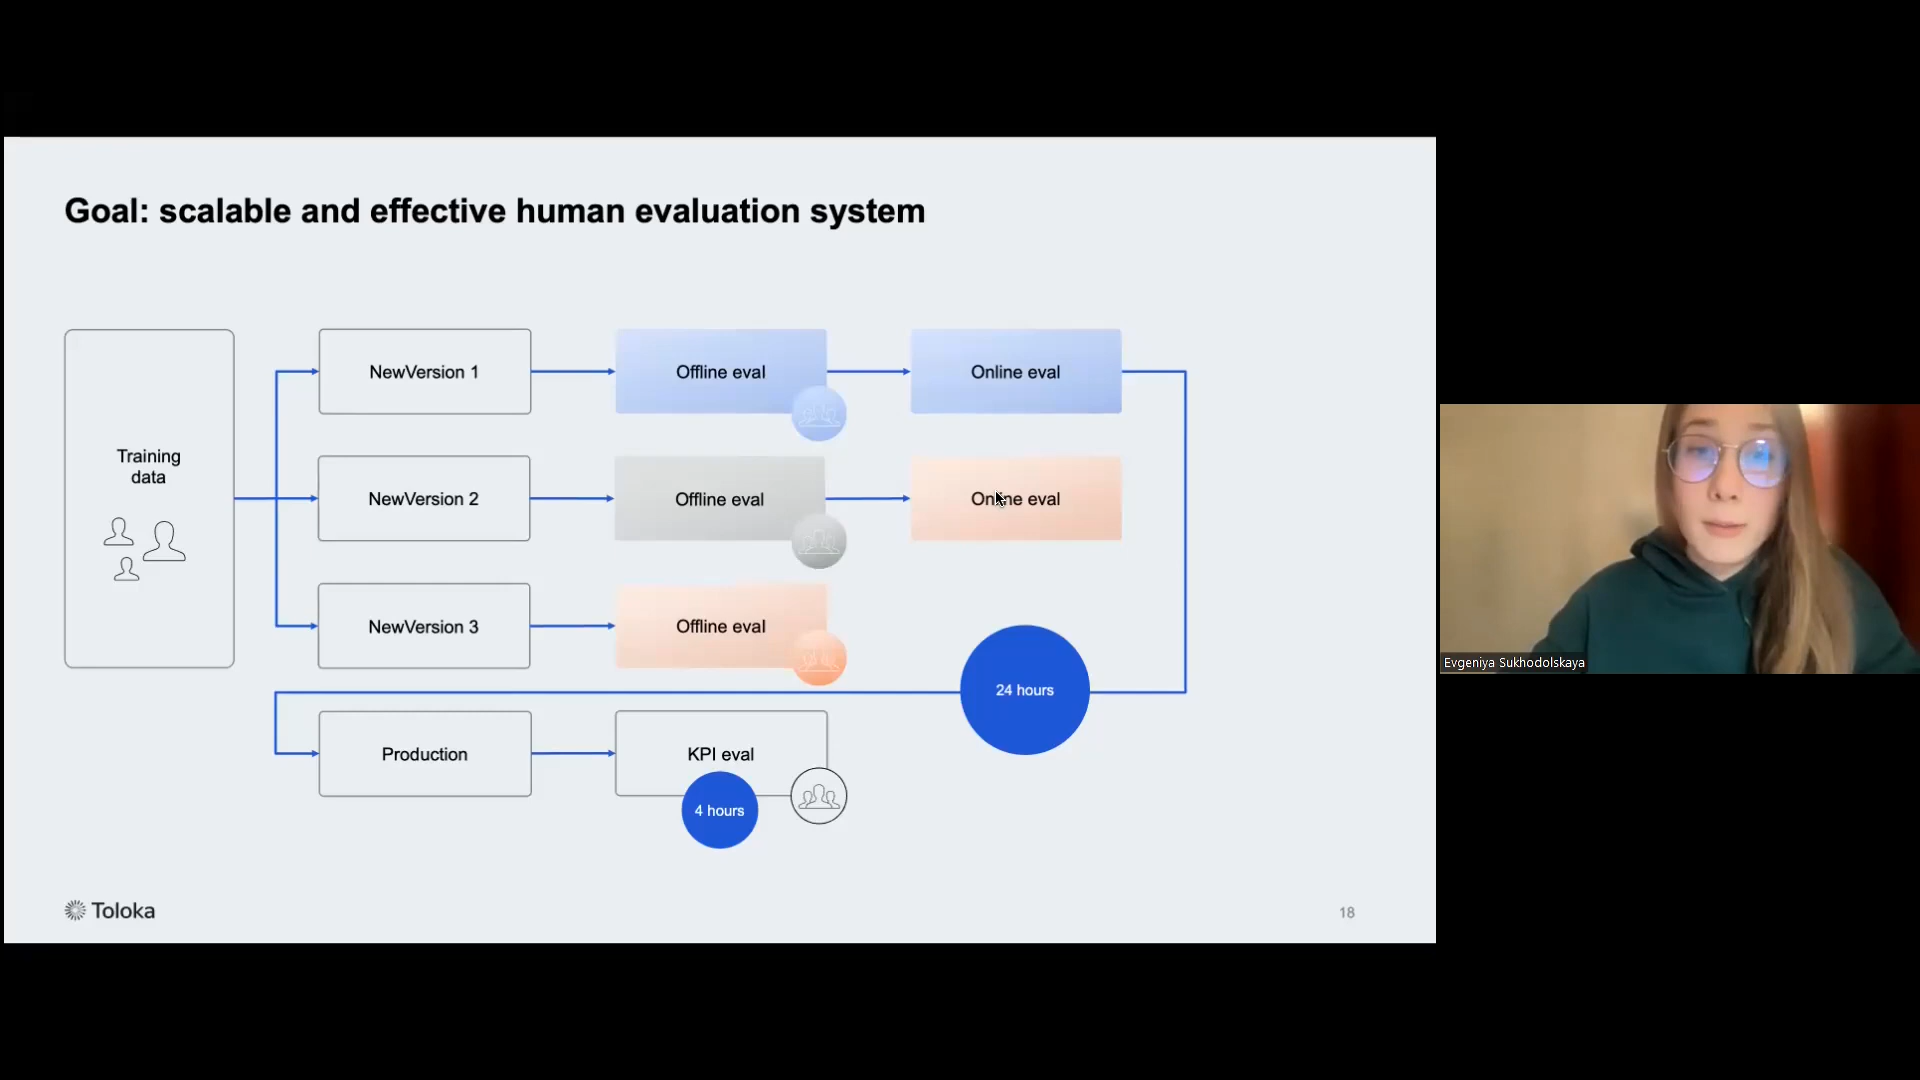 Goal: scalable and effective human evaluation system
Training
data
NewVersion 1
Offline eval
Online eval
NewVersion 2
Offline eval
Online eval
NewVersion 3
Offline eval
24 hours
Production
KPI eval
4 hours
Toloka
18
Evgeniya Sukhodolskaya